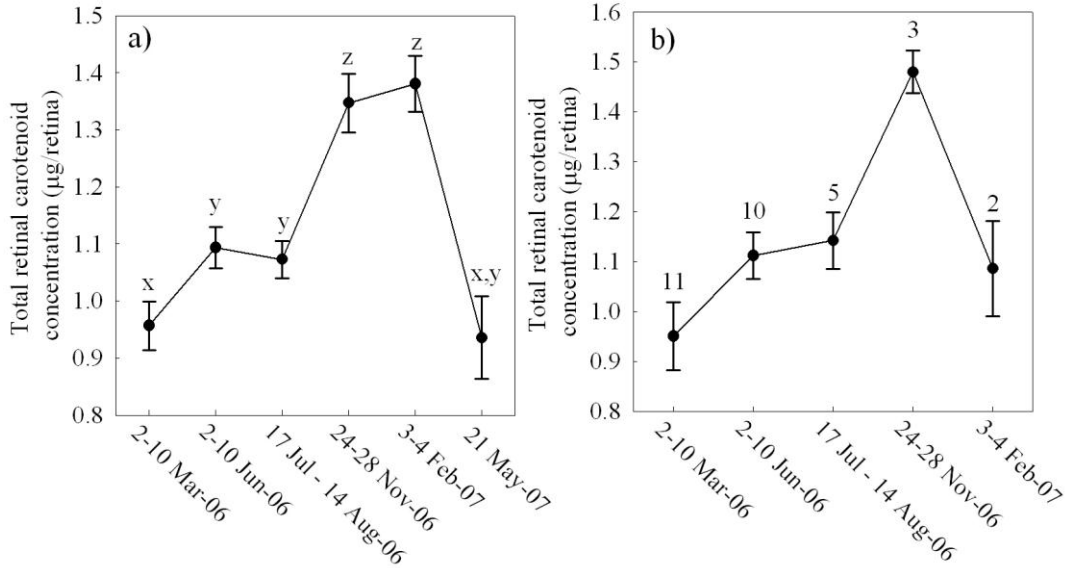 a)
Total retinal carotenoid
concentration (µg/retina)
1.5
1.4
1.3
1.2
1.1
1.0
0.9
0.8
x
y
y
z
z
x,y
2-10 Mar-06
2-10 Jun-06
17 Jul - 14 Aug-06
24-28 Nov-06
3-4 Feb-07
21 May-07
b)
Total retinal carotenoid
concentration (µg/retina)
1.6
1.5
1.4
1.3
1.2
1.1
1.0
0.9
0.8
11
10
5
3
2
2-10 Mar-06
2-10 Jun-06
17 Jul - 14 Aug-06
24-28 Nov-06
3-4 Feb-07